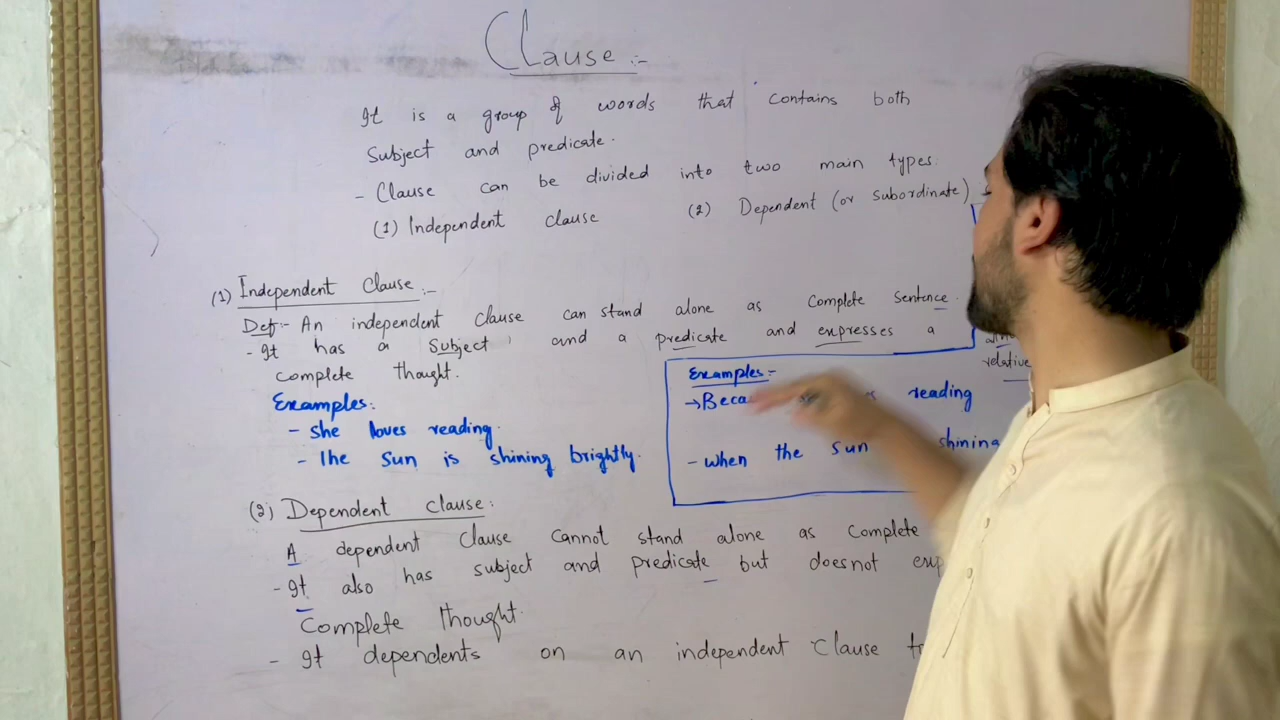 Clause :-
It is a group of words that contains both
Subject and predicate.
- Clause can be divided into two main types:
(1) Independent clause (2) Dependent (or subordinate)
(1) Independent Clause :-
Def:- An independent clause can stand alone as complete sentence.
- It has a subject and a predicate and expresses a
complete thought.
relative
Examples:
- She loves reading.
- The sun is shining brightly.
Examples:-
→ reading
- when the sun shining
(2) Dependent clause:
A dependent clause cannot stand alone as complete
- It also has subject and predicate but doesnot
Complete thought.
- It dependents on an independent clause